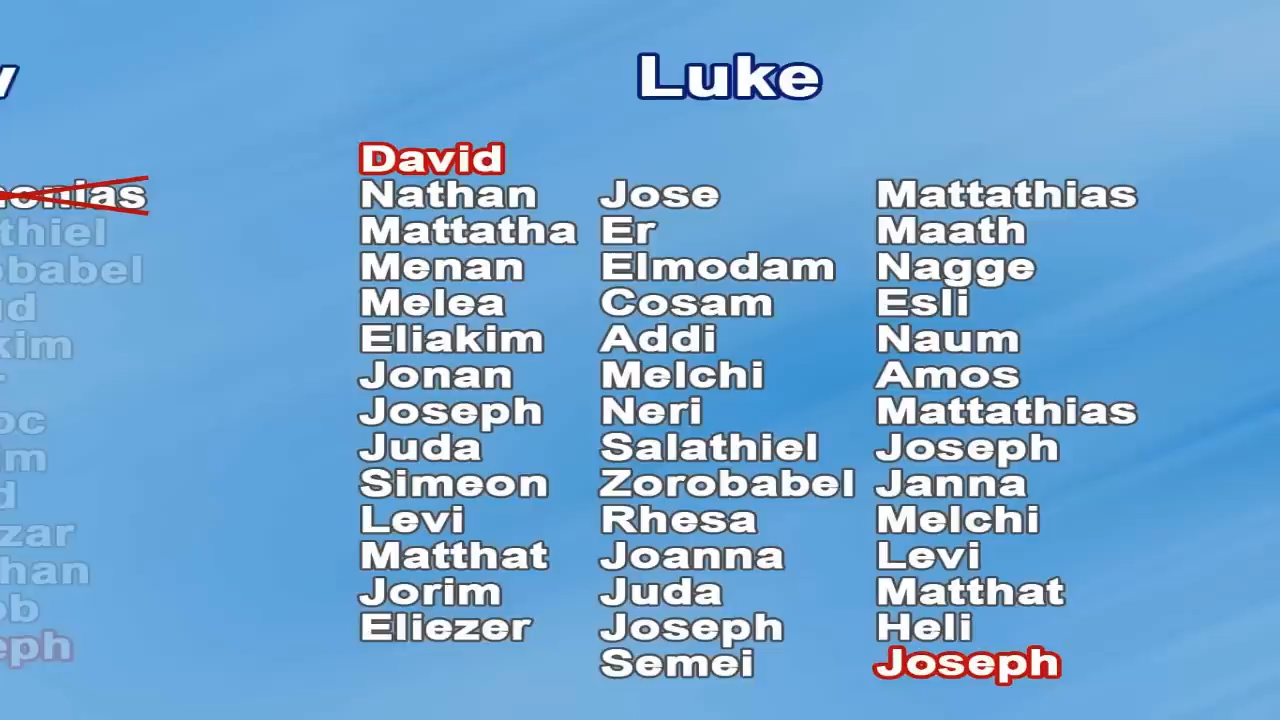 Luke
David
Nathan
Mattatha
Menan
Melea
Eliakim
Jonan
Joseph
Juda
Simeon
Levi
Matthat
Jorim
Eliezer
Jose
Er
Elmodam
Cosam
Addi
Melchi
Neri
Salathiel
Zorobabel
Rhesa
Joanna
Juda
Joseph
Semei
Mattathias
Maath
Nagge
Esli
Naum
Amos
Mattathias
Joseph
Janna
Melchi
Levi
Matthat
Heli
Joseph